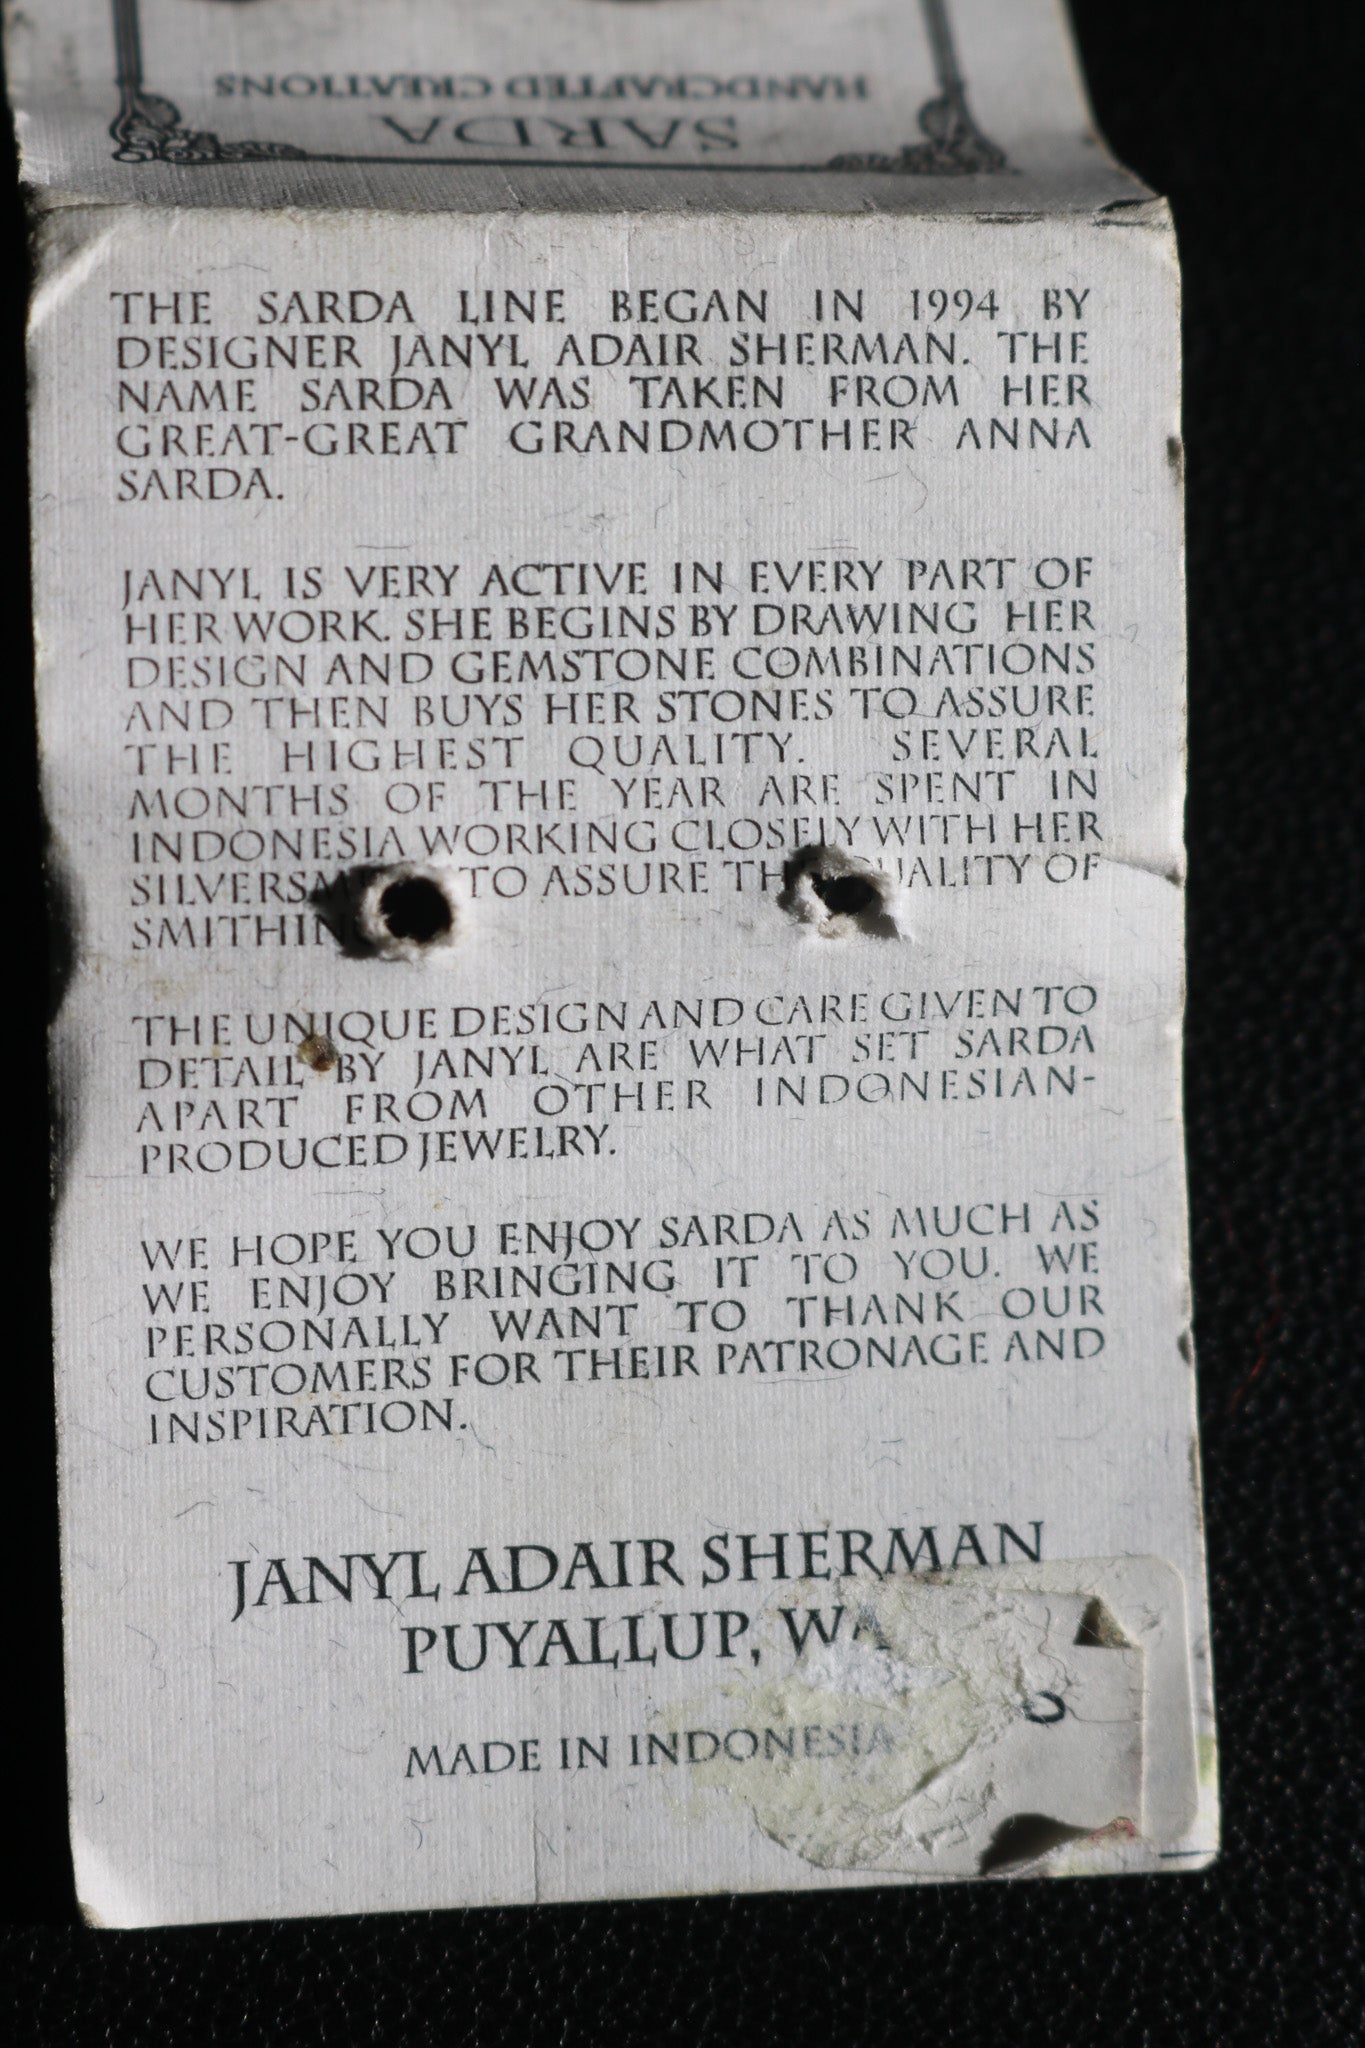 HANDCRAFTED CREATIONS
SARDA
THE SARDA LINE BEGAN IN 1994 BY
DESIGNER JANYL ADAIR SHERMAN. THE
NAME SARDA WAS TAKEN FROM HER
GREAT-GREAT GRANDMOTHER ANNA
SARDA.
JANYL IS VERY ACTIVE IN EVERY PART OF
HER WORK. SHE BEGINS BY DRAWING HER
DESIGN AND GEMSTONE COMBINATIONS
AND THEN BUYS HER STONES TO ASSURE
THE HIGHEST QUALITY. SEVERAL
MONTHS OF THE YEAR ARE SPENT IN
INDONESIA WORKING CLOSELY WITH HER
TO ASSURE OF
THE UNIQUE DESIGN AND CARE GIVEN TO
DETAIL BY JANYL ARE WHAT SET SARDA
APART FROM OTHER INDONESIAN-
PRODUCED JEWELRY.
WE HOPE YOU ENJOY SARDA AS MUCH AS
WE ENJOY BRINGING IT TO YOU. WE
PERSONALLY WANT TO THANK OUR
CUSTOMERS FOR THEIR PATRONAGE AND
INSPIRATION.
JANYL ADAIR SHERMAN
PUYALLUP, WA
MADE IN INDONESIA